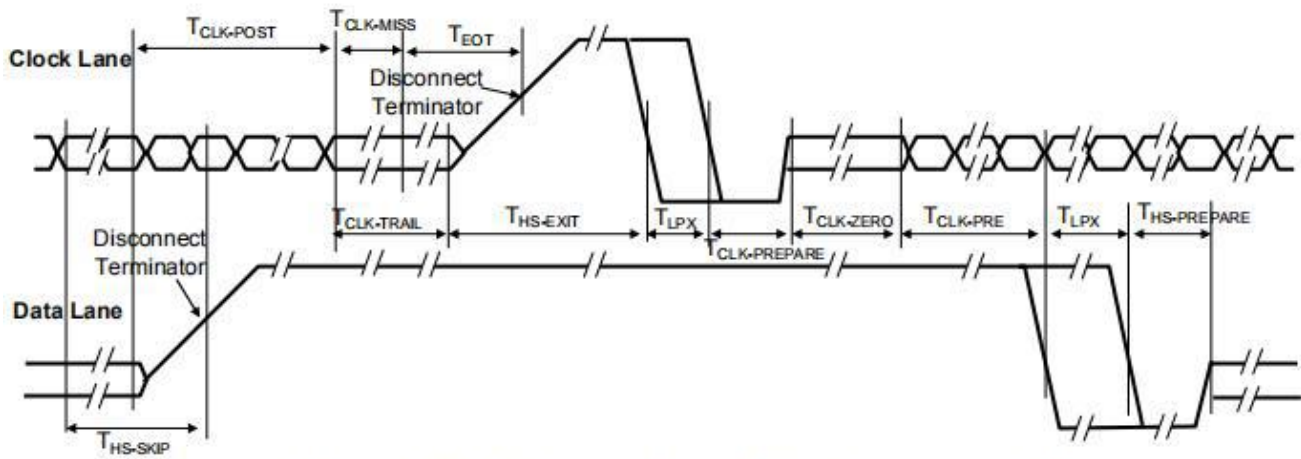 TCLK-POST
TCLK-MISS
TEOT
Clock Lane
Disconnect
Terminator
TCLK-TRAIL
THS-EXIT
TLPX
TCLK-PREPARE
TCLK-ZERO
TCLK-PRE
TLPX
THS-PREPARE
Disconnect
Terminator
Data Lane
THS-SKIP